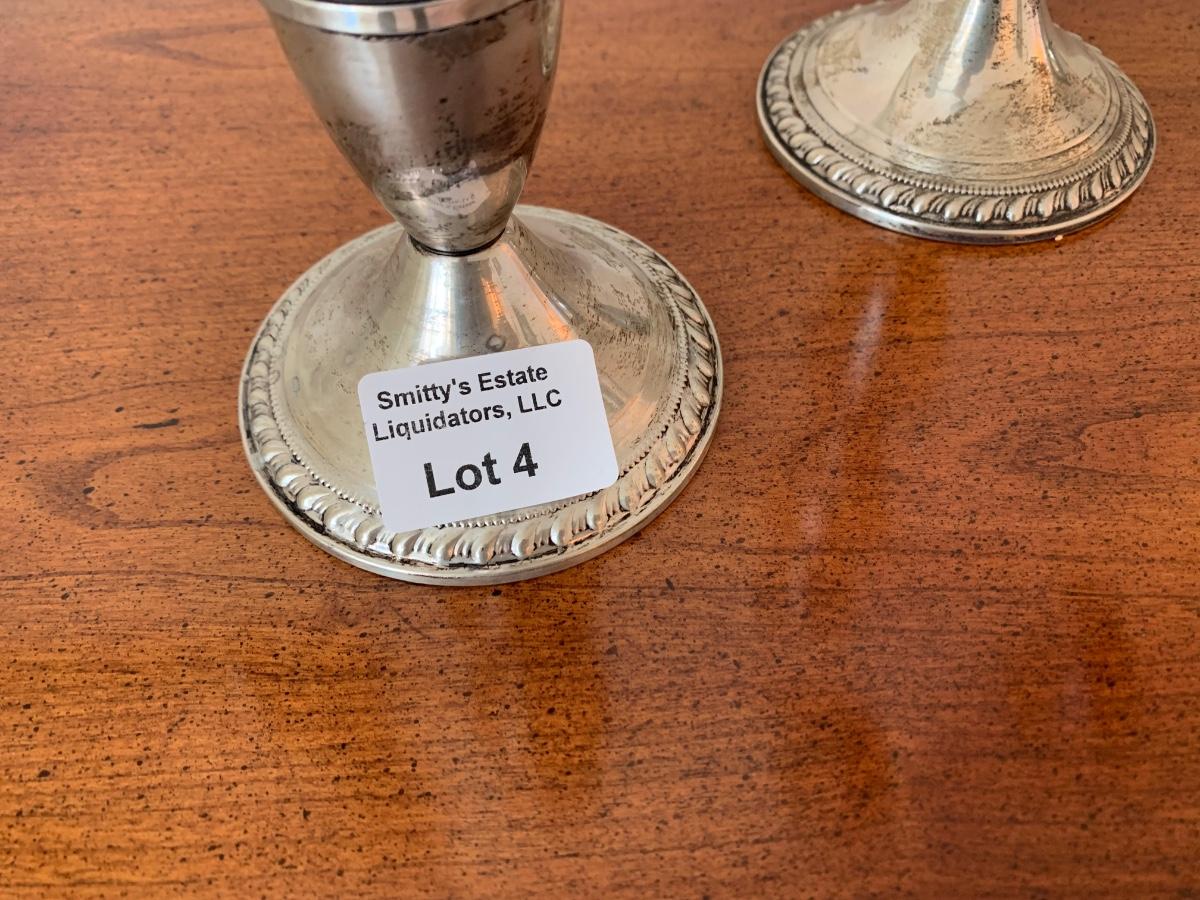 Smitty's Estate
Liquidators, LLC
Lot 4